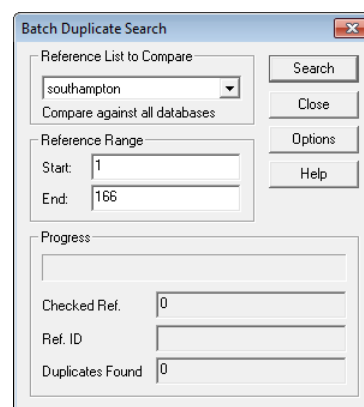 Batch Duplicate Search
Reference List to Compare
southampton
Compare against all databases
Reference Range
Start: 1
End: 166
Search
Close
Options
Help
Progress
Checked Ref. 0
Ref. ID
Duplicates Found 0